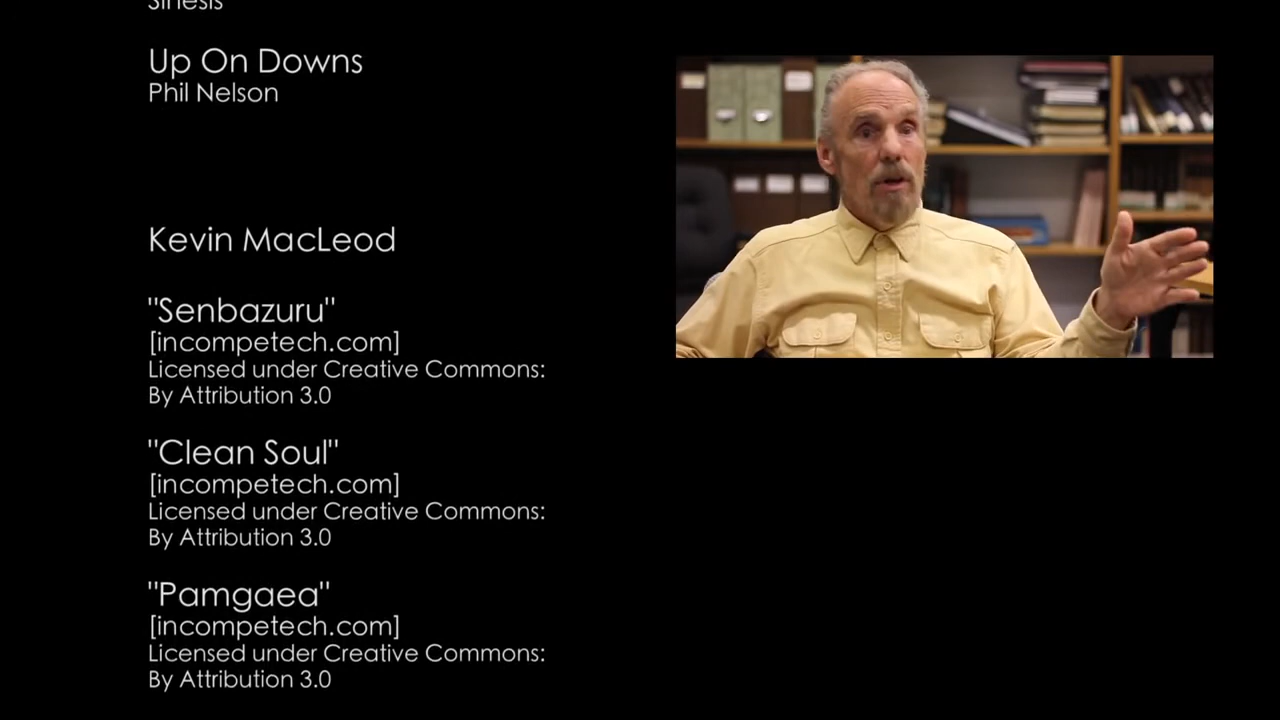 Sinesis
Up On Downs
Phil Nelson
Kevin MacLeod
"Senbazuru"
[incompetech.com]
Licensed under Creative Commons:
By Attribution 3.0
"Clean Soul"
[incompetech.com]
Licensed under Creative Commons:
By Attribution 3.0
"Pamgaea"
[incompetech.com]
Licensed under Creative Commons:
By Attribution 3.0